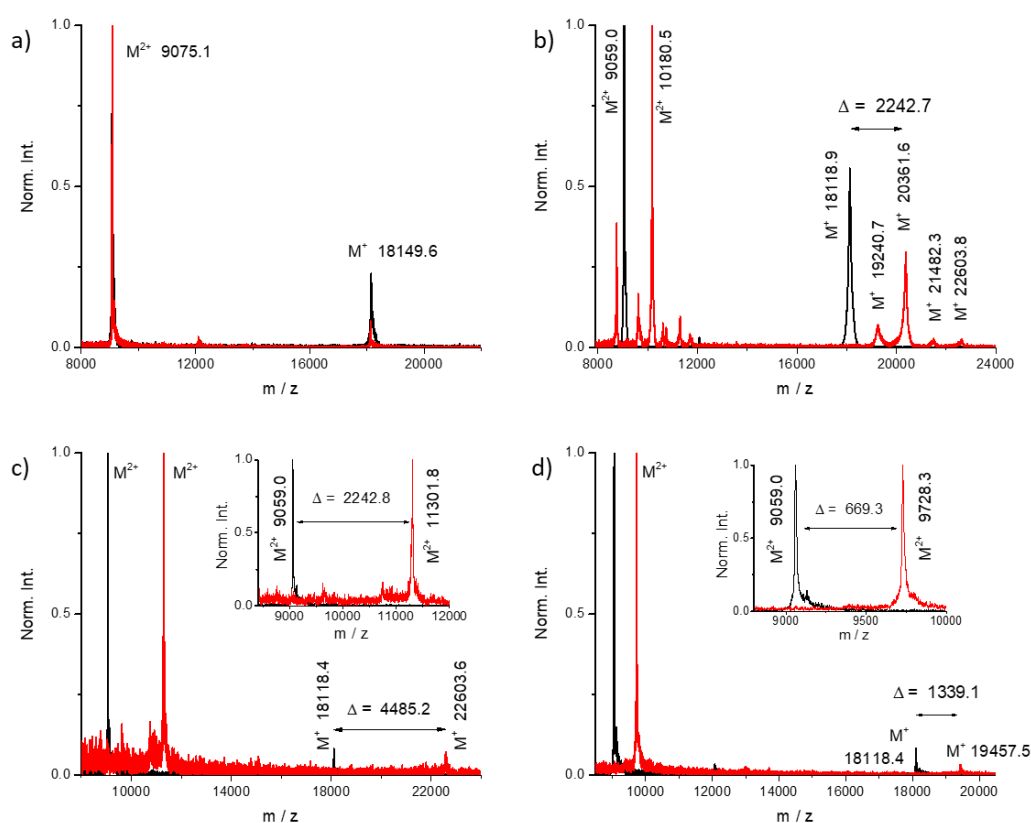 a)
1.0
0.5
0.0
Norm. Int.
M2+ 9075.1
M+ 18149.6
8000 12000 16000 20000
m / z
b)
1.0
0.5
0.0
Norm. Int.
M2+ 9059.0
M2+ 10180.5
Δ = 2242.7
M+ 18118.9
M+ 19240.7
M+ 20361.6
M+ 21482.3
M+ 22603.8
8000 12000 16000 20000 24000
m / z
c)
1.0
0.5
0.0
Norm. Int.
M2+
M2+
1.0
0.5
0.0
Norm. Int.
M2+ 9059.0
Δ = 2242.8
M2+ 11301.8
9000 10000 11000 12000
m / z
M+ 18118.4
Δ = 4485.2
M+ 22603.6
10000 14000 18000 22000
m / z
d)
1.0
0.5
0.0
Norm. Int.
M2+
1.0
0.5
0.0
Norm. Int.
M2+ 9059.0
Δ = 669.3
M2+ 9728.3
9000 9500 10000
m / z
Δ = 1339.1
M+
18118.4
M+ 19457.5
10000 12000 14000 16000 18000 20000
m / z